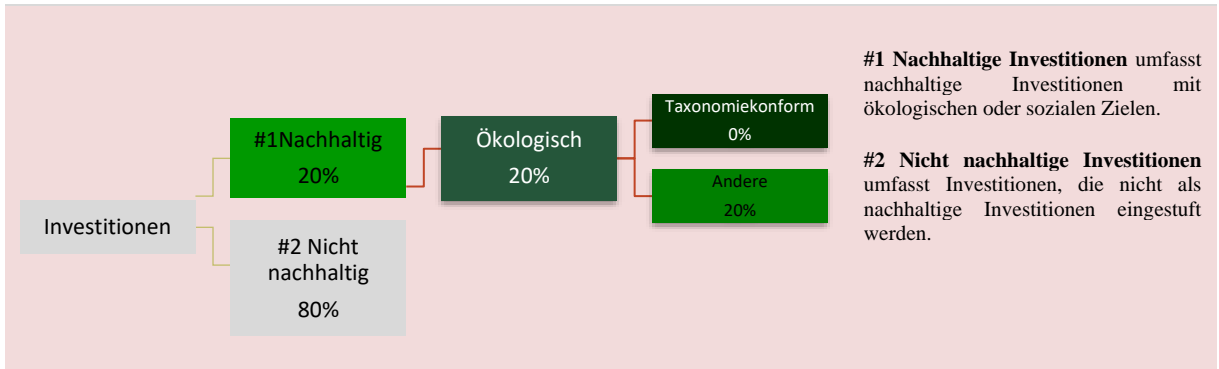 Investitionen
#1Nachhaltig
20%
#2 Nicht
nachhaltig
80%
Ökologisch
20%
Taxonomiekonform
0%
Andere
20%
#1 Nachhaltige Investitionen umfasst
nachhaltige Investitionen mit
ökologischen oder sozialen Zielen.
#2 Nicht nachhaltige Investitionen
umfasst Investitionen, die nicht als
nachhaltige Investitionen eingestuft
werden.